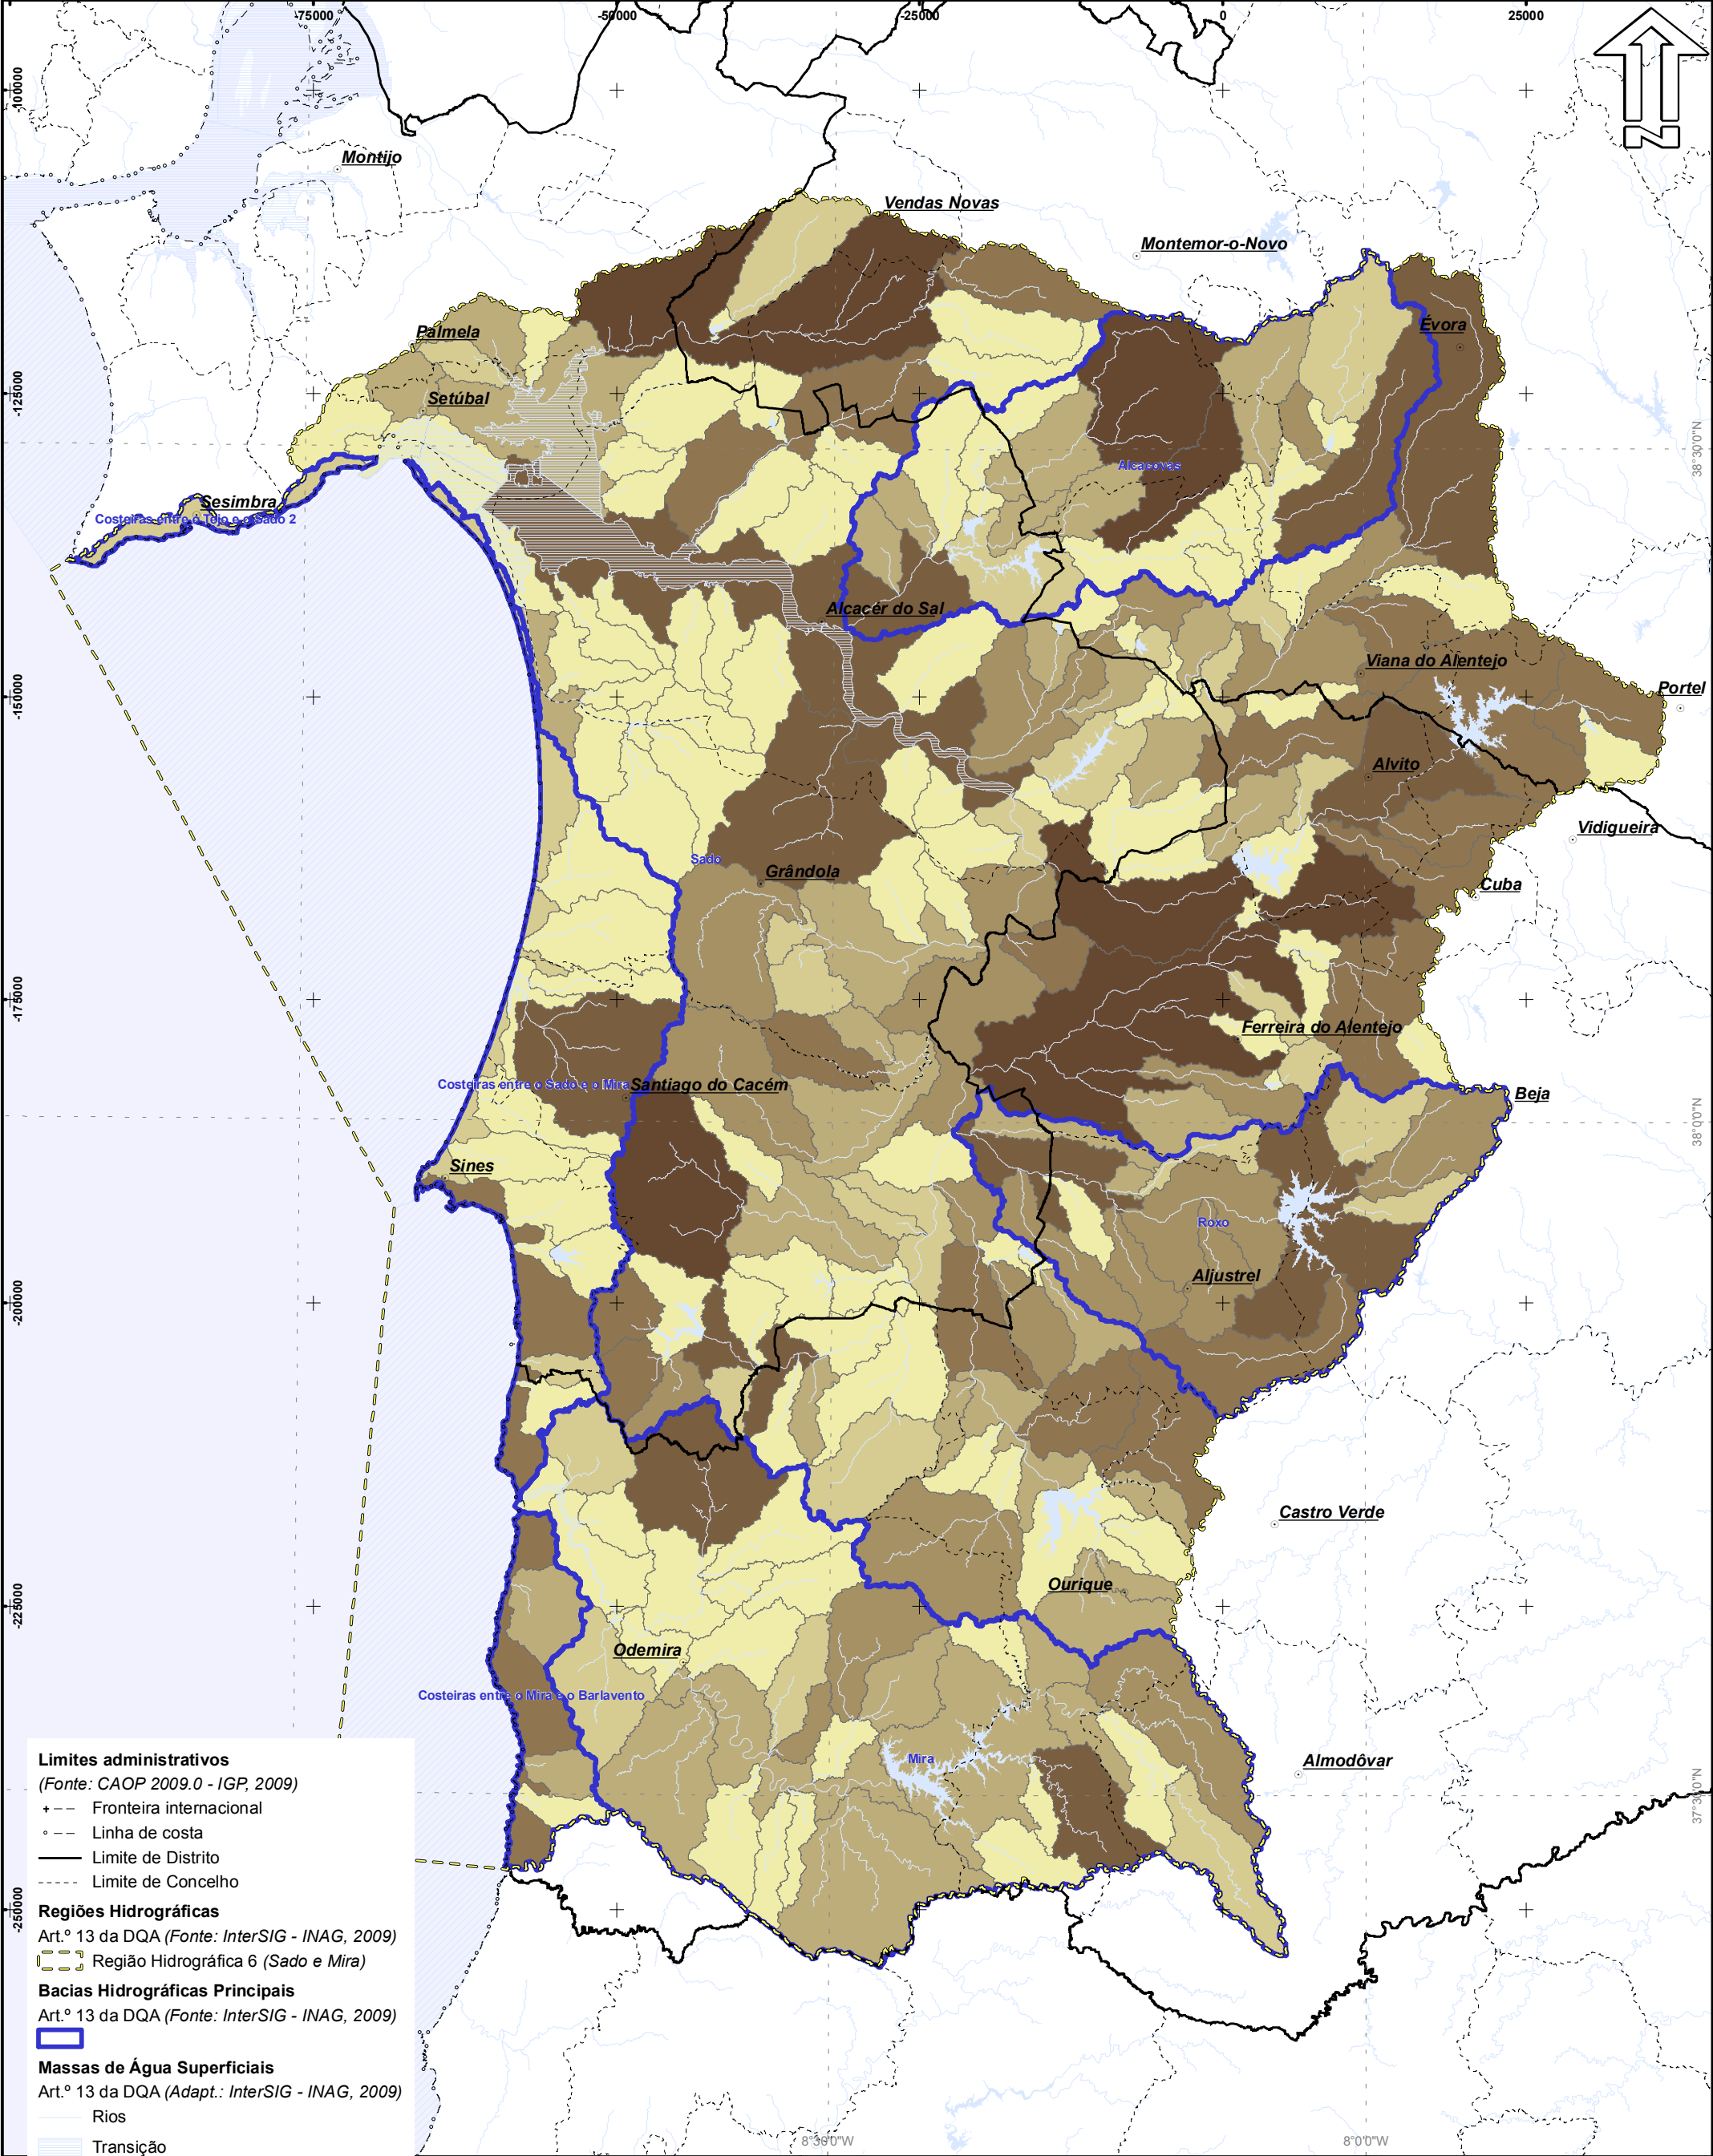 -75000
-50000
-25000
0
25000
-100000
-125000
-150000
-175000
-200000
-225000
-250000
N
Montijo
Vendas Novas
Montemor-o-Novo
Palmela
Évora
Setúbal
38°30'0"N
Alcacovas
Sesimbra
Costeiras entre o Tejo e o Sado 2
Alcacér do Sal
Viana do Alentejo
Portel
Alvito
Vidigueira
Sado
Grândola
Cuba
Ferreira do Alentejo
Costeiras entre o Sado e o Mira
Santiago do Cacém
Beja
38°0'0"N
Sines
Roxo
Aljustrel
Castro Verde
Ourique
Odemira
Costeiras entre o Mira e o Barlavento
Mira
Almodôvar
37°30'0"N
Limites administrativos
(Fonte: CAOP 2009.0 - IGP, 2009)
Fronteira internacional
Linha de costa
Limite de Distrito
Limite de Concelho
Regiões Hidrográficas
Art.º 13 da DQA (Fonte: InterSIG - INAG, 2009)
Região Hidrográfica 6 (Sado e Mira)
Bacias Hidrográficas Principais
Art.º 13 da DQA (Fonte: InterSIG - INAG, 2009)
Massas de Água Superficiais
Art.º 13 da DQA (Adapt.: InterSIG - INAG, 2009)
Rios
Transição
8°30'0"W
8°0'0"W